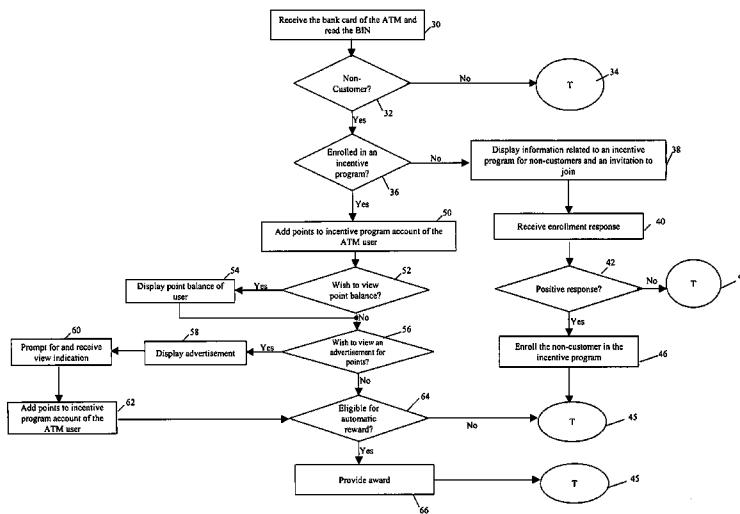 Receive the bank card of the ATM and
read the BIN
30
Non-
Customer?
32
No
T
34
Yes
Enrolled in an
incentive
program?
36
No
Display information related to an incentive
program for non-customers and an invitation to
join
38
Yes
Add points to incentive program account of the
ATM user
50
Receive enrollment response
40
Wish to view
point balance?
52
Yes
Display point balance of
user
54
No
Positive response?
42
No
T
Yes
Wish to view an
advertisement for
points?
56
Yes
Display advertisement
58
Prompt for and receive
view indication
60
Enroll the non-customer in the
incentive program
46
No
Add points to incentive
program account of the
ATM user
62
Eligible for
automatic
reward?
64
No
T
45
Yes
Provide award
66
T
45